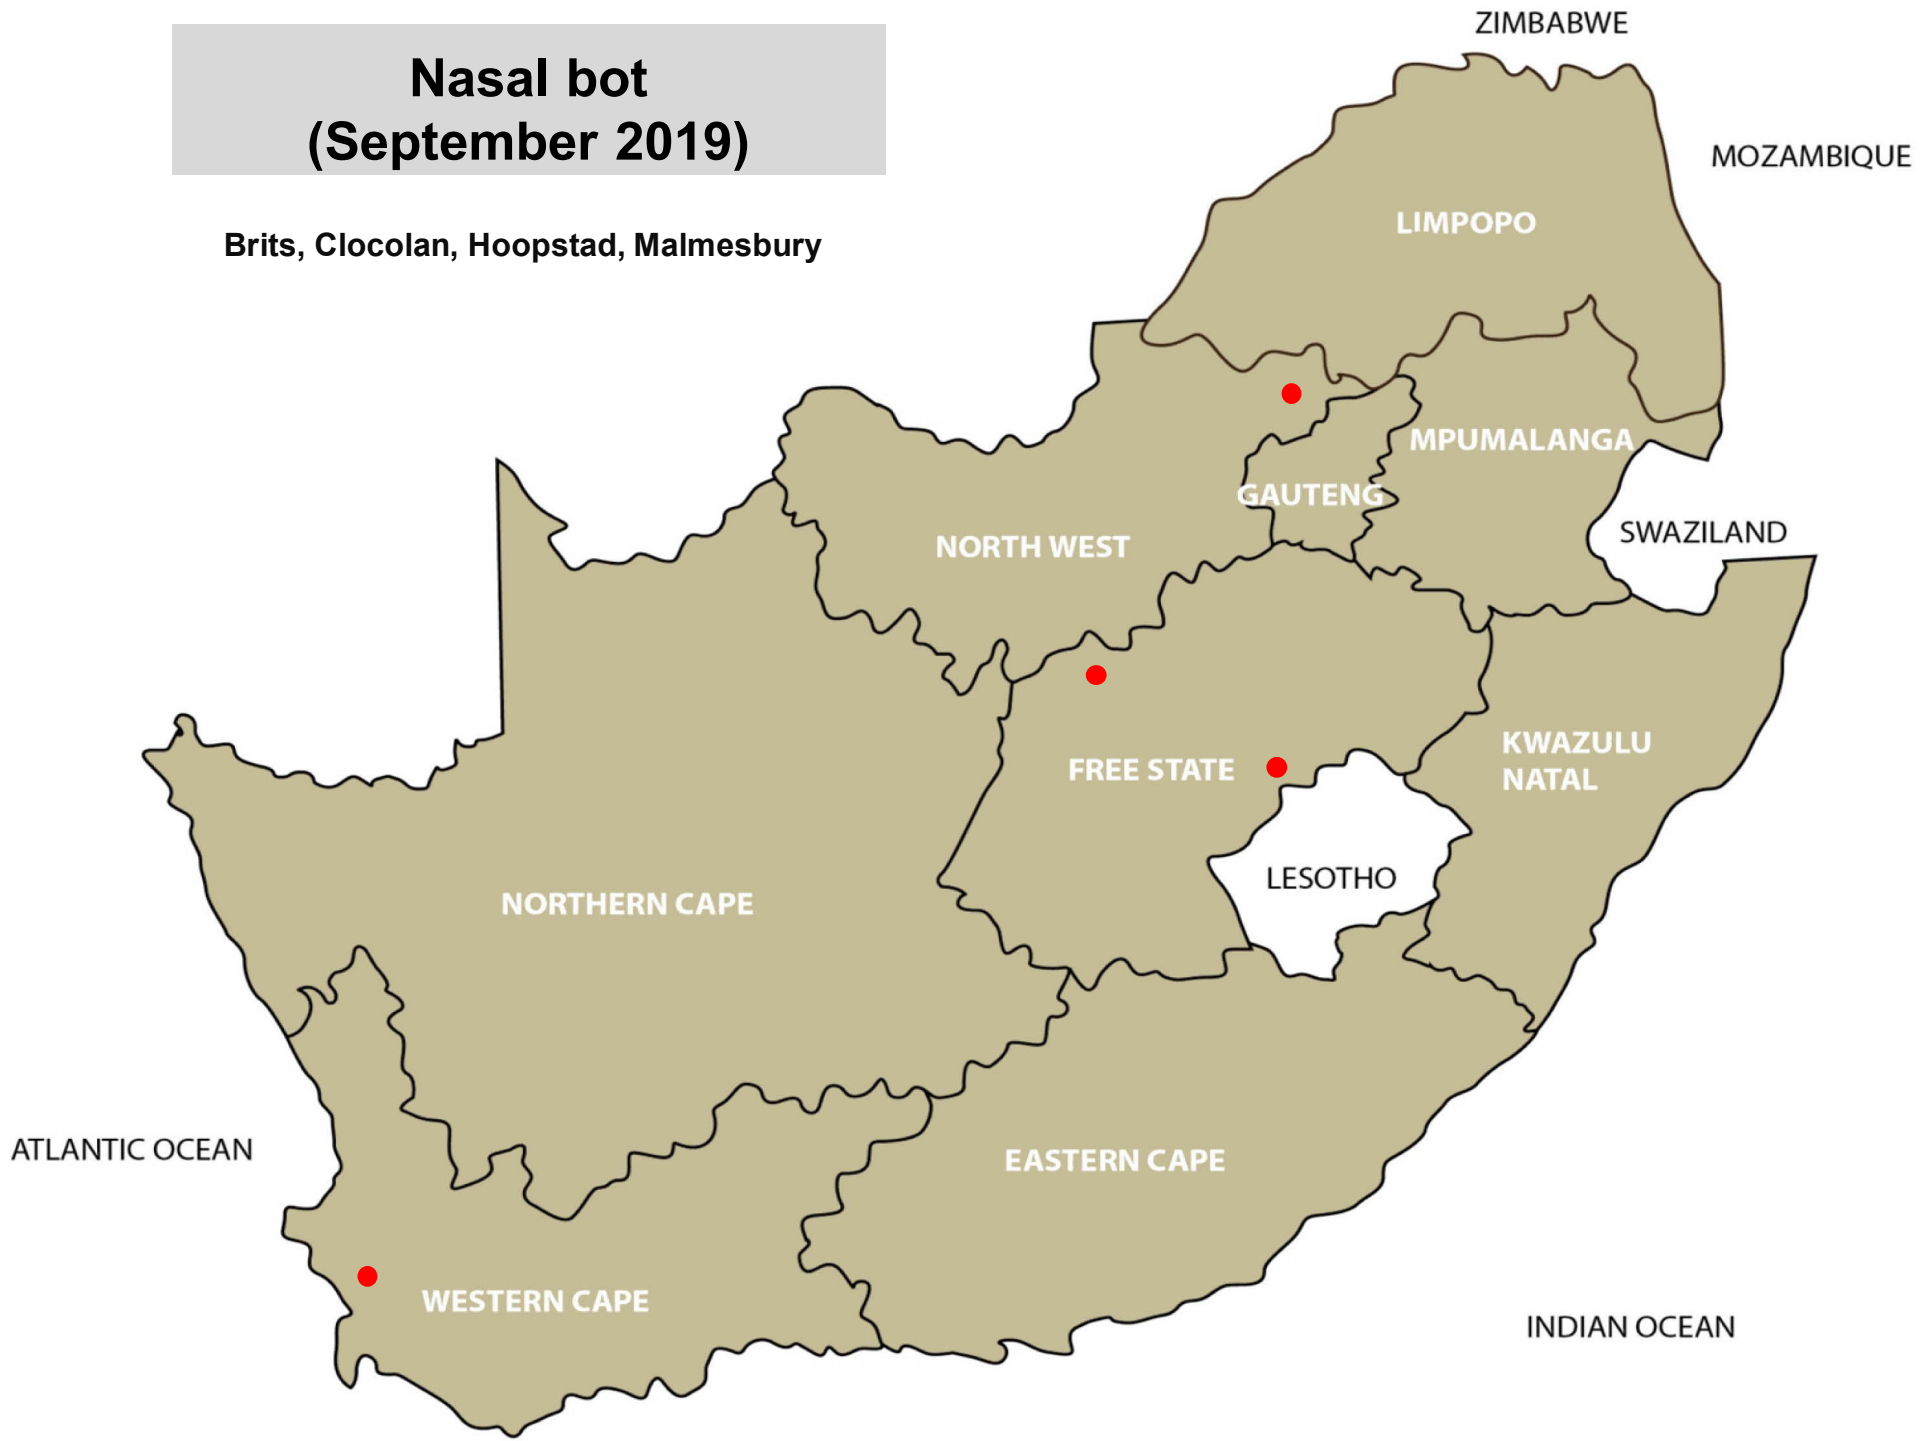 Nasal bot
(September 2019)
Brits, Clocolan, Hoopstad, Malmesbury
ZIMBABWE
MOZAMBIQUE
LIMPOPO
MPUMALANGA
GAUTENG
SWAZILAND
NORTH WEST
KWAZULU
NATAL
FREE STATE
LESOTHO
NORTHERN CAPE
ATLANTIC OCEAN
EASTERN CAPE
WESTERN CAPE
INDIAN OCEAN